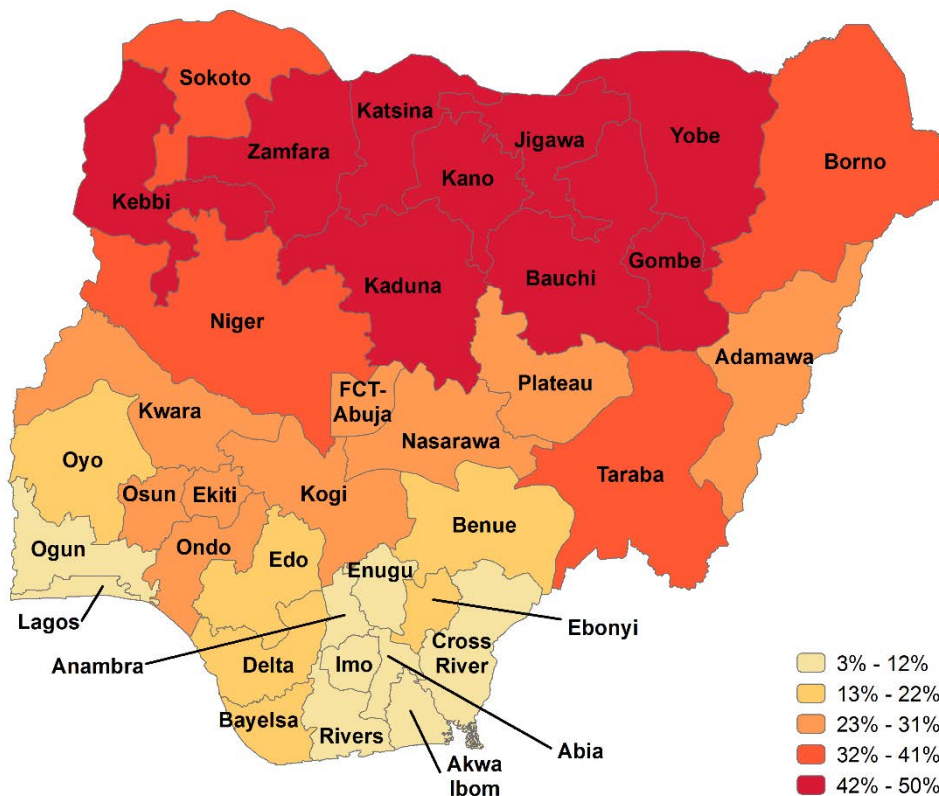 Sokoto
Katsina
Jigawa
Yobe
Zamfara
Borno
Kano
Kebbi
Gombe
Bauchi
Kaduna
Niger
Adamawa
Plateau
FCT-
Abuja
Kwara
Nasarawa
Oyo
Taraba
Osun
Ekiti
Kogi
Benue
Ogun
Ondo
Edo
Enugu
Lagos
Ebonyi
Anambra
Cross
River
Imo
Delta
Bayelsa
Rivers
Abia
Akwa
Ibom
3% - 12%
13% - 22%
23% - 31%
32% - 41%
42% - 50%